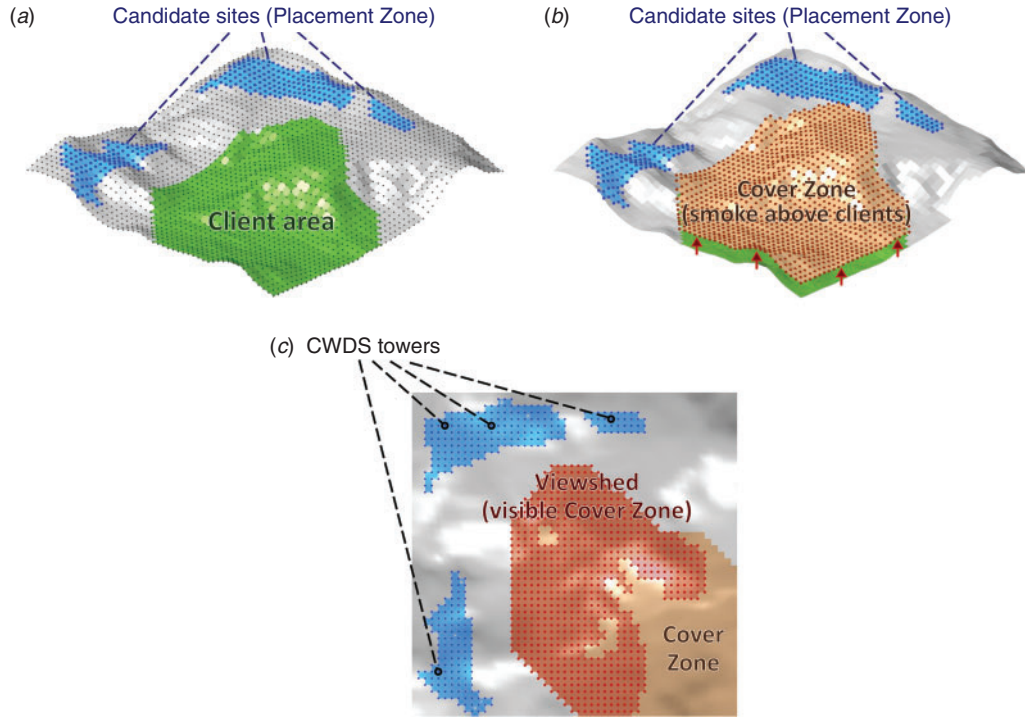 (a) Candidate sites (Placement Zone)
Client area
(b) Candidate sites (Placement Zone)
Cover Zone
(smoke above clients)
(c) CWDS towers
Viewshed
(visible Cover Zone)
Cover
Zone